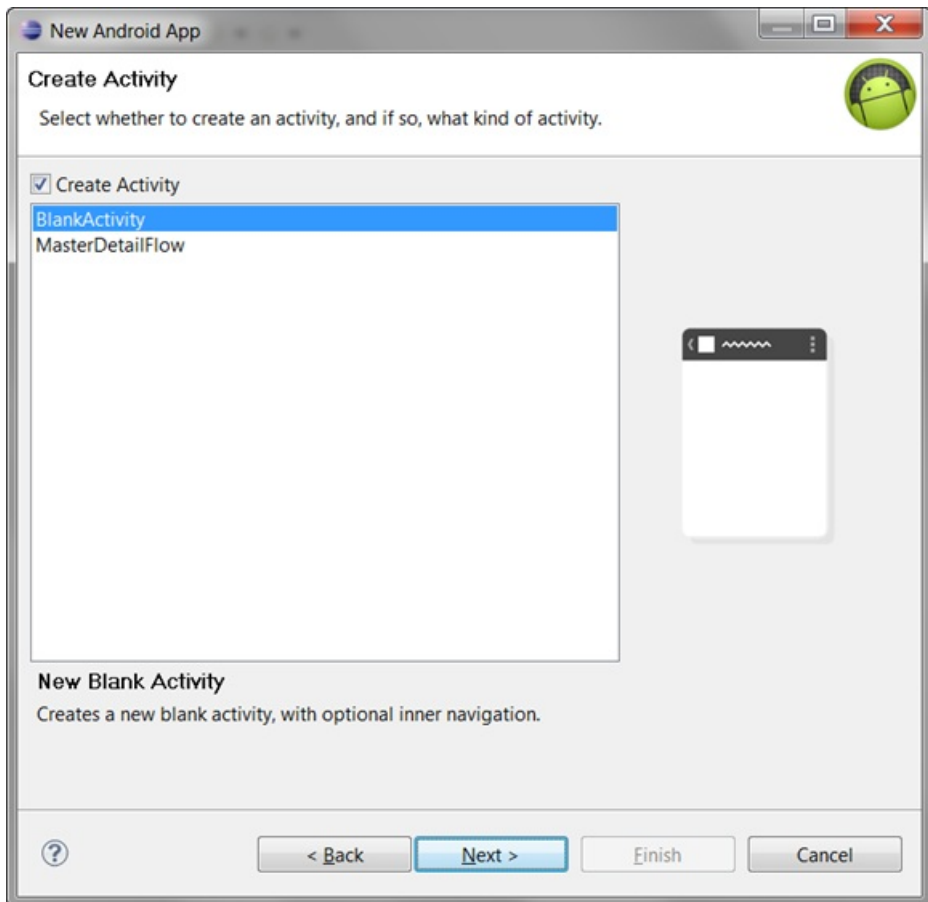 New Android App
Create Activity
Select whether to create an activity, and if so, what kind of activity.
Create Activity
BlankActivity
MasterDetailFlow
New Blank Activity
Creates a new blank activity, with optional inner navigation.
< Back
Next >
Finish
Cancel